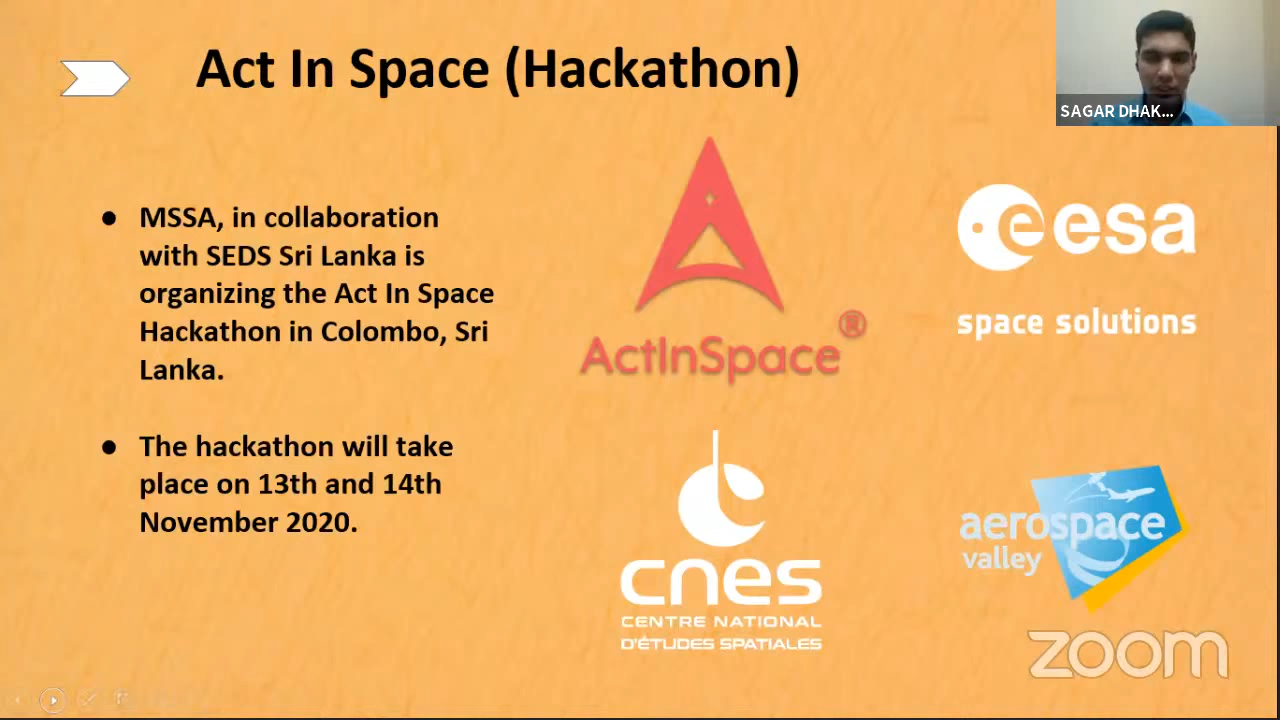 Act In Space (Hackathon)
SAGAR DHAK...
● MSSA, in collaboration
with SEDS Sri Lanka is
organizing the Act In Space
Hackathon in Colombo, Sri
Lanka.
● The hackathon will take
place on 13th and 14th
November 2020.
ActInSpace®
esa
space solutions
cnes
CENTRE NATIONAL
D'ÉTUDES SPATIALES
aerospace
valley
zoom